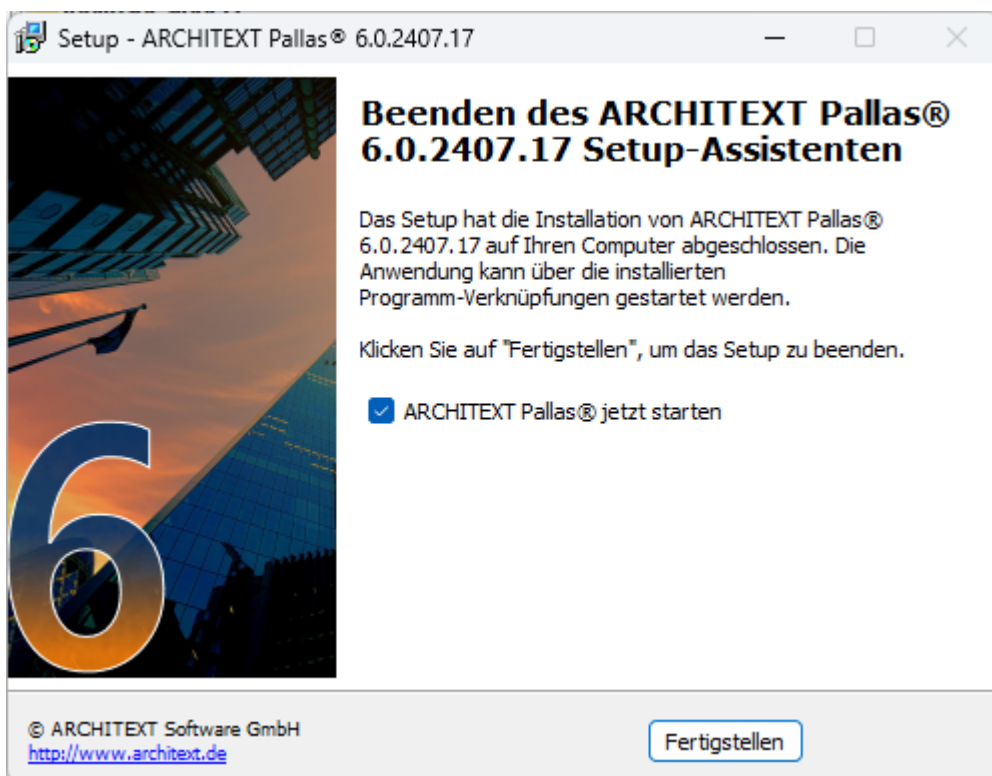 Setup - ARCHITEXT Pallas® 6.0.2407.17
Beenden des ARCHITEXT Pallas®
6.0.2407.17 Setup-Assistenten
Das Setup hat die Installation von ARCHITEXT Pallas®
6.0.2407.17 auf Ihren Computer abgeschlossen. Die
Anwendung kann über die installierten
Programm-Verknüpfungen gestartet werden.
Klicken Sie auf "Fertigstellen", um das Setup zu beenden.
ARCHITEXT Pallas® jetzt starten
6
© ARCHITEXT Software GmbH
http://www.architext.de
Fertigstellen